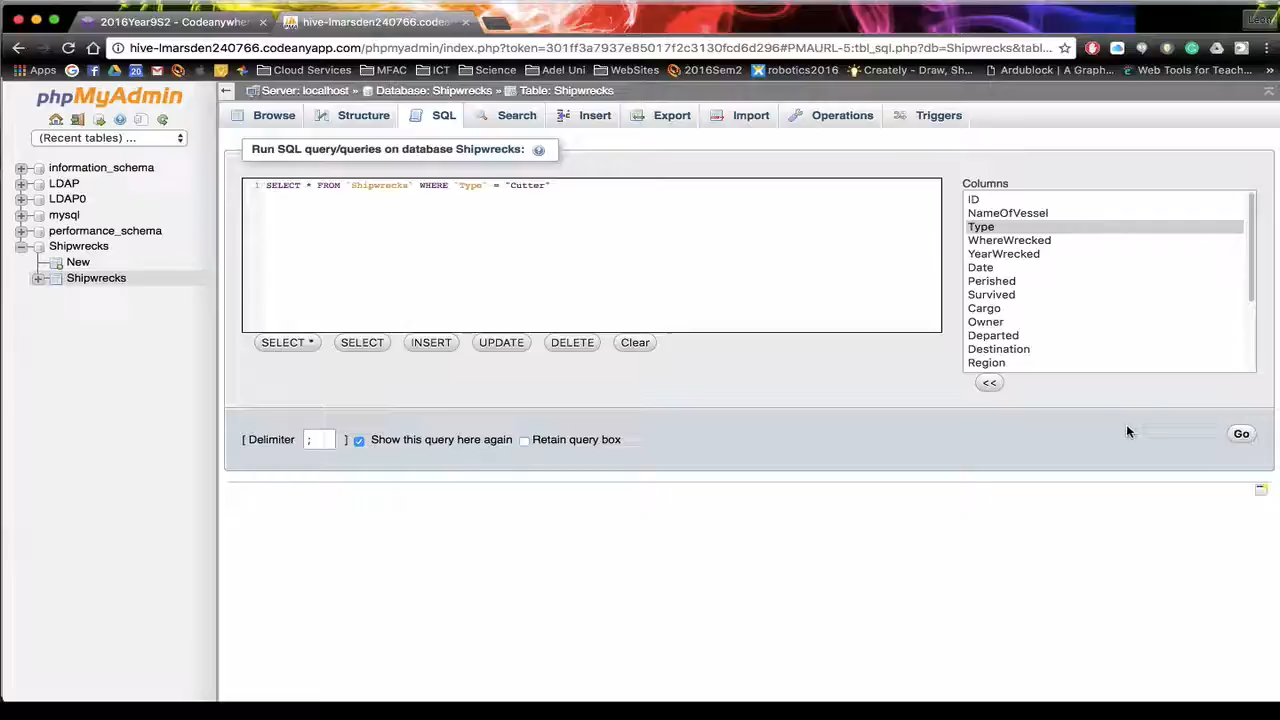 2016Year9S2 - Codeanywhe
hive-lmarsden240766.codea
Leon
hive-lmarsden240766.codeanyapp.com/phpmyadmin/index.php?token=301ff3a7937e85017f2c3130fcd6d296#PMAURL-5:tbl_sql.php?db=Shipwrecks&tabl...
Apps Cloud Services MFAC ICT Science Adel Uni WebSites 2016Sem2 robotics2016 Creately - Draw, Sh... Ardublock | A Graph... Web Tools for Teach... »
phpMyAdmin
(Recent tables) ...
information_schema
LDAP
LDAP0
mysql
performance_schema
Shipwrecks
New
Shipwrecks
Server: localhost » Database: Shipwrecks » Table: Shipwrecks
Browse Structure SQL Search Insert Export Import Operations Triggers
Run SQL query/queries on database Shipwrecks:
1 SELECT * FROM `Shipwrecks` WHERE `Type` = "Cutter"
Columns
ID
NameOfVessel
Type
WhereWrecked
YearWrecked
Date
Perished
Survived
Cargo
Owner
Departed
Destination
Region
SELECT * SELECT INSERT UPDATE DELETE Clear
<<
[ Delimiter ; ] Show this query here again Retain query box
Go